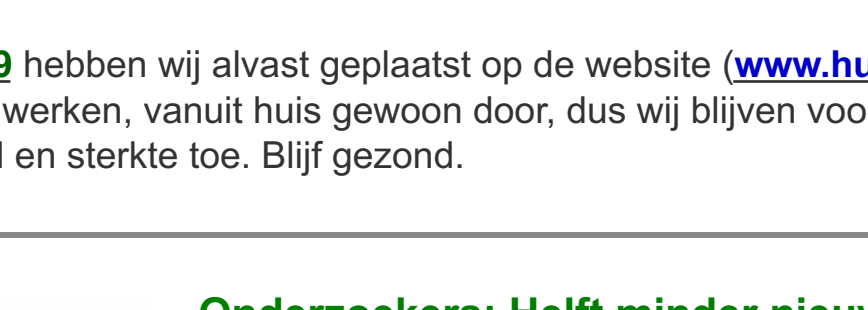 9 hebben wij alvast geplaatst op de website (www.hu
werken, vanuit huis gewoon door, dus wij blijven voo
en sterkte toe. Blijf gezond.
Onderzoekers: Helft minder nieuw